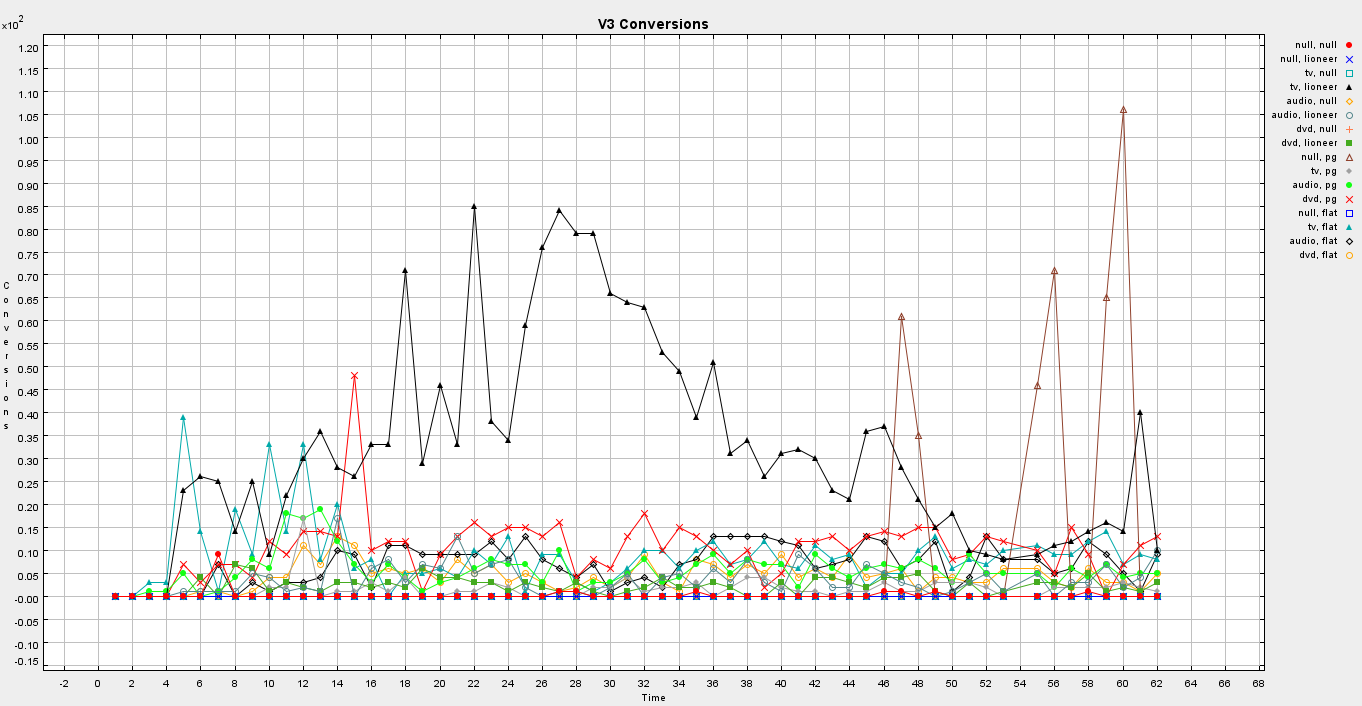 V3 Conversions
×10²
1.20
1.15
1.10
1.05
1.00
0.95
0.90
0.85
0.80
0.75
0.70
0.65
0.60
0.55
0.50
0.45
0.40
0.35
0.30
0.25
0.20
0.15
0.10
0.05
-0.00
-0.05
-0.10
-0.15
Conversions
-2 0 2 4 6 8 10 12 14 16 18 20 22 24 26 28 30 32 34 36 38 40 42 44 46 48 50 52 54 56 58 60 62 64 66 68
Time
null, null
null, lioneer
tv, null
tv, lioneer
audio, null
audio, lioneer
dvd, null
dvd, lioneer
null, pg
tv, pg
audio, pg
dvd, pg
null, flat
tv, flat
audio, flat
dvd, flat